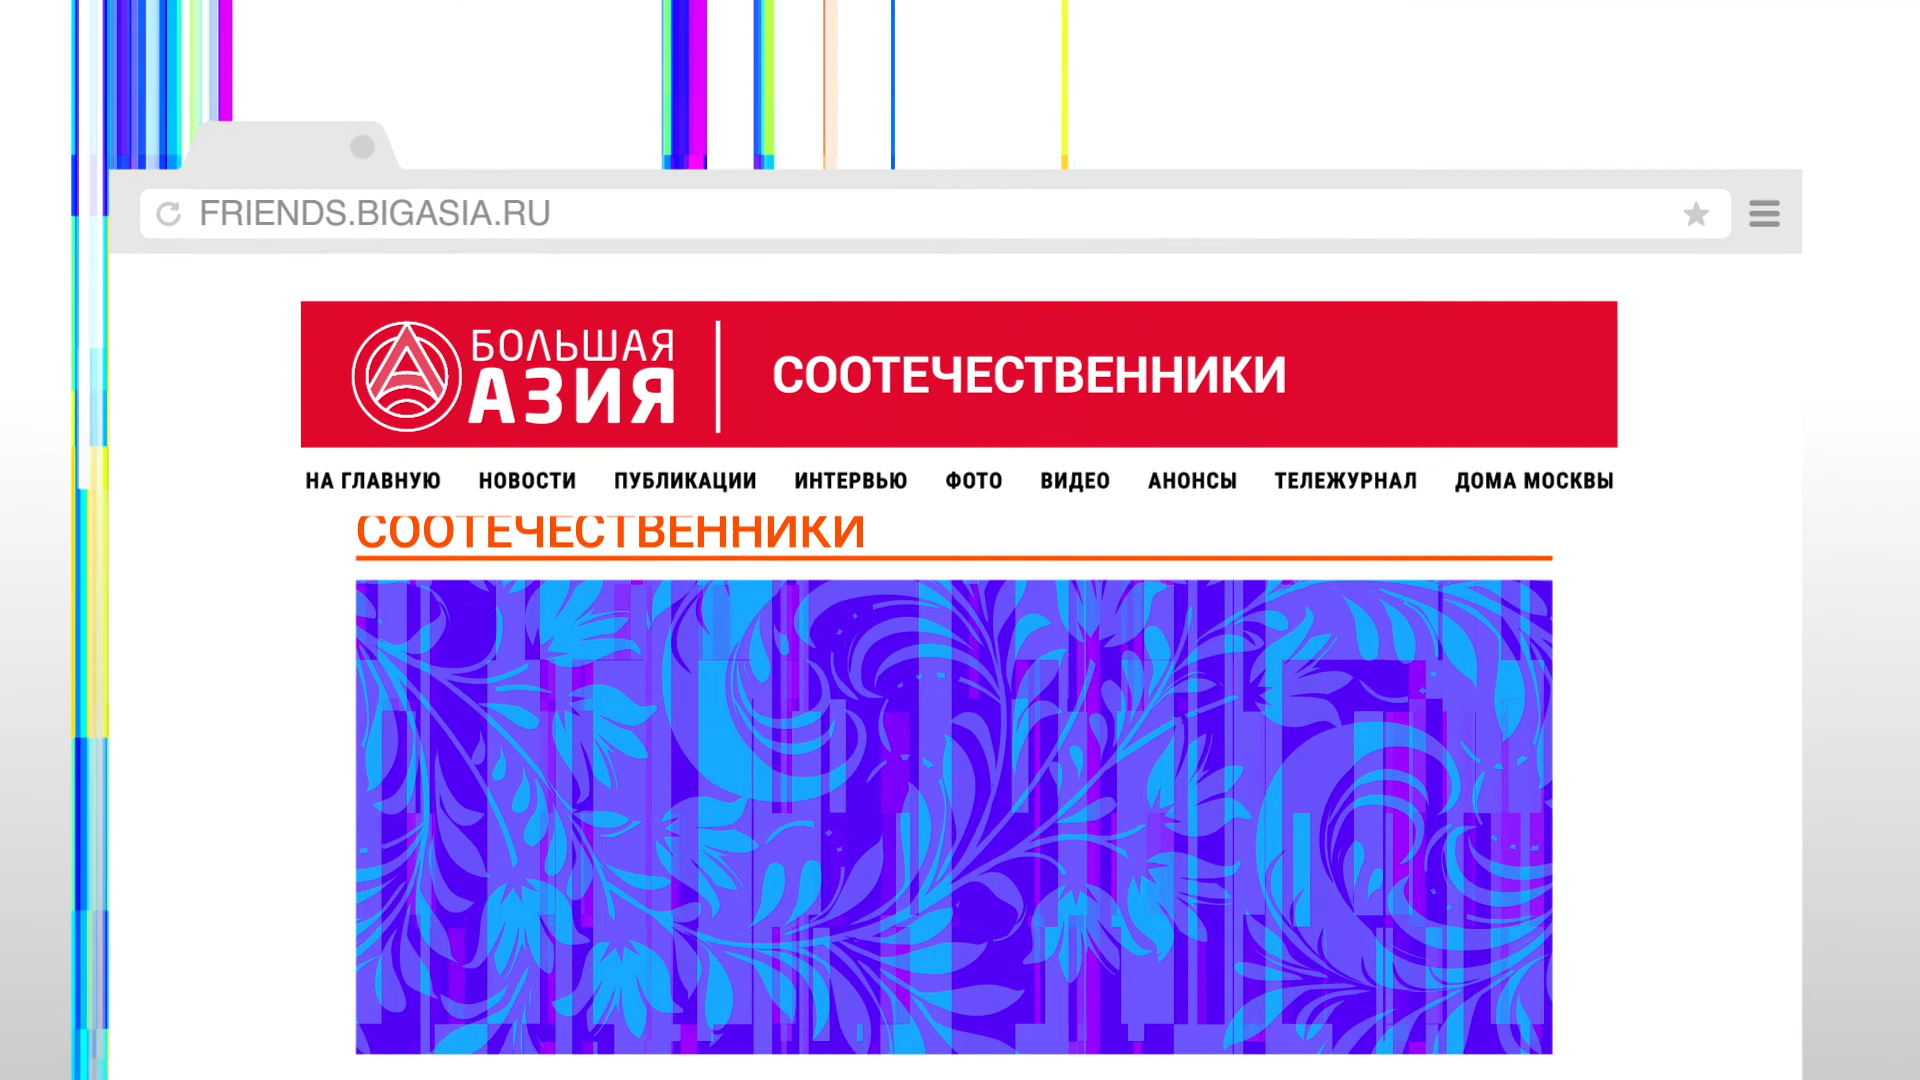 FRIENDS.BIGASIA.RU
БОЛЬШАЯ
АЗИЯ
СООТЕЧЕСТВЕННИКИ
НА ГЛАВНУЮ НОВОСТИ ПУБЛИКАЦИИ ИНТЕРВЬЮ ФОТО ВИДЕО АНОНСЫ ТЕЛЕЖУРНАЛ ДОМА МОСКВЫ
СООТЕЧЕСТВЕННИКИ